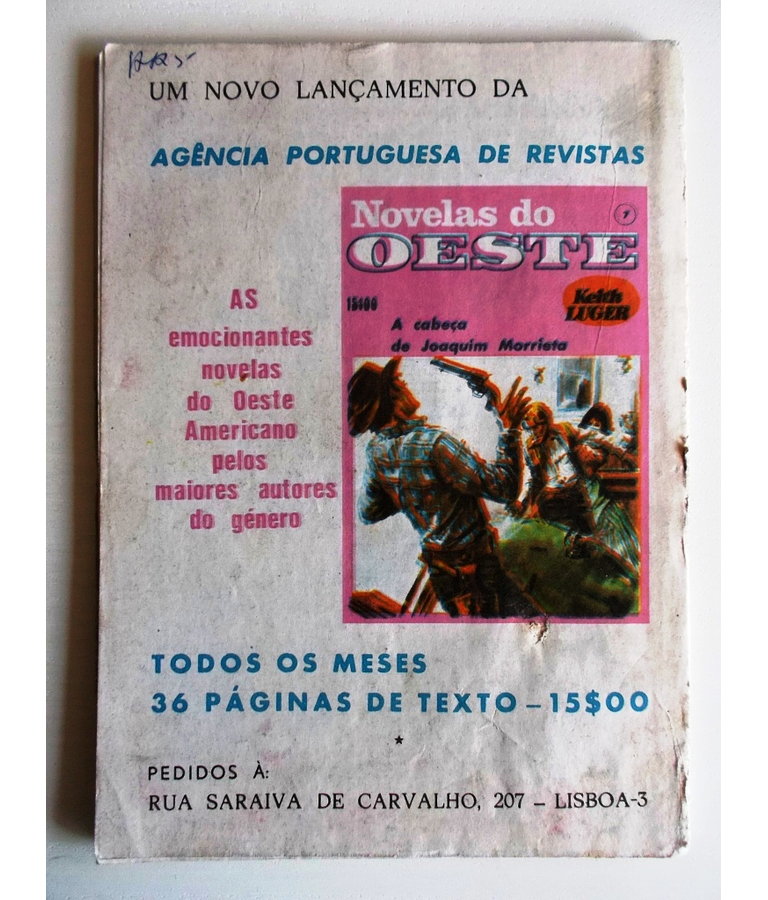 UM NOVO LANÇAMENTO DA
AGÊNCIA PORTUGUESA DE REVISTAS
Novelas do
1
OESTE
15$00
Keith
LUGER
A cabeça
de Joaquim Morrieta
AS
emocionantes
novelas
do Oeste
Americano
pelos
maiores autores
do género
TODOS OS MESES
36 PÁGINAS DE TEXTO – 15$00
*
PEDIDOS À:
RUA SARAIVA DE CARVALHO, 207 – LISBOA-3